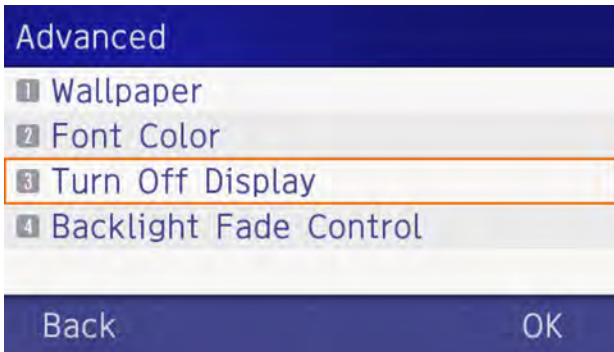 Advanced
1 Wallpaper
2 Font Color
3 Turn Off Display
4 Backlight Fade Control
Back OK